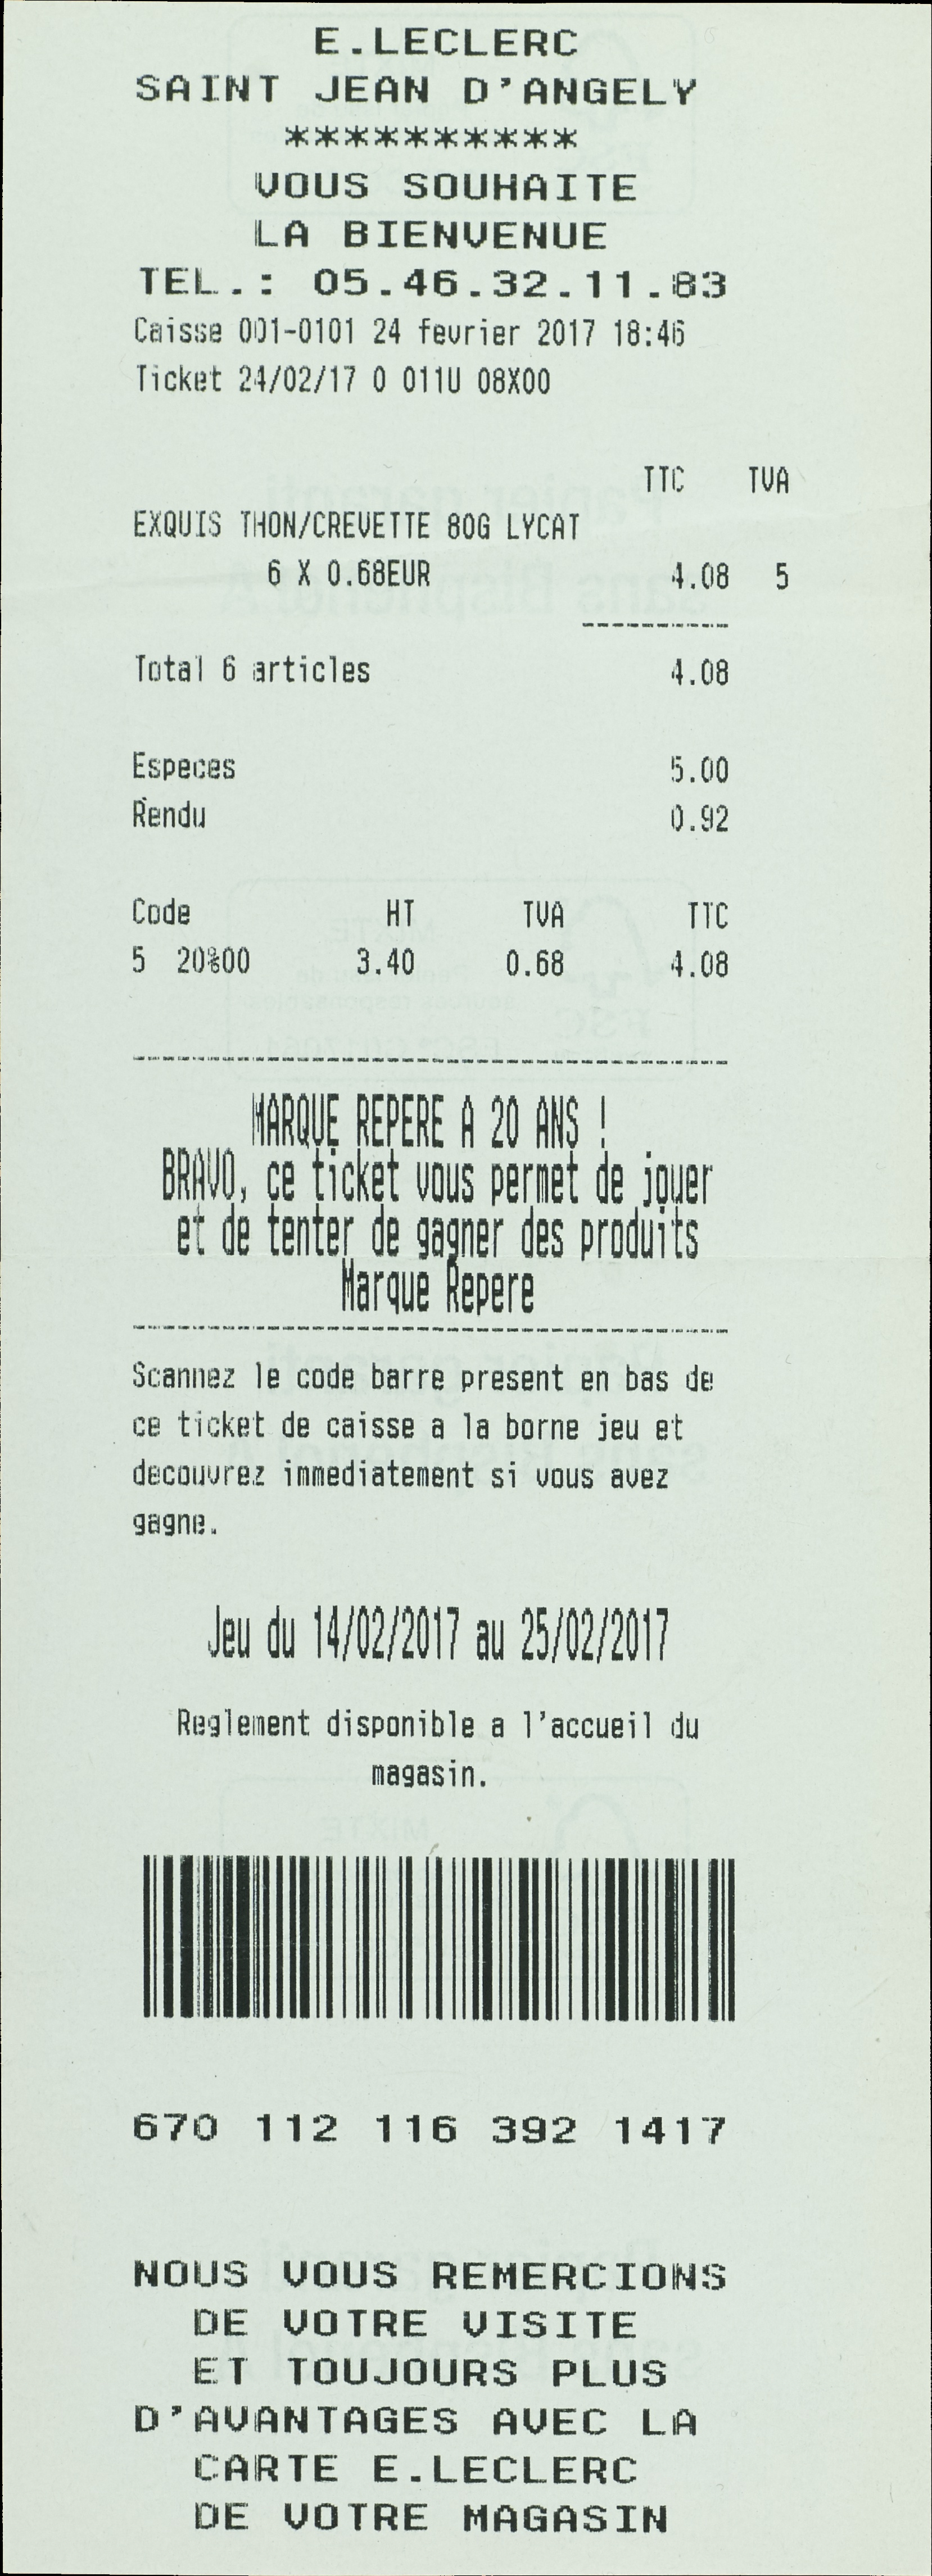 E.LECLERC
SAINT JEAN D'ANGELY
**********
VOUS SOUHAITE
LA BIENVENUE
TEL.: 05.46.32.11.83
Caisse 001-0101 24 fevrier 2017 18:46
Ticket 24/02/17 0 011U 08X00
TTC TVA
EXQUIS THON/CREVETTE 80G LYCAT
6 X 0.68EUR 4.08 5
----------
Total 6 articles 4.08
Especes 5.00
Rendu 0.92
Code HT TVA TTC
5 20%00 3.40 0.68 4.08
----------------------------------------
MARQUE REPERE A 20 ANS !
BRAVO, ce ticket vous permet de jouer
et de tenter de gagner des produits
Marque Repere
----------------------------------------
Scannez le code barre present en bas de
ce ticket de caisse a la borne jeu et
decouvrez immediatement si vous avez
gagne.
Jeu du 14/02/2017 au 25/02/2017
Reglement disponible a l'accueil du
magasin.
670 112 116 392 1417
NOUS VOUS REMERCIONS
DE VOTRE VISITE
ET TOUJOURS PLUS
D'AVANTAGES AVEC LA
CARTE E.LECLERC
DE VOTRE MAGASIN